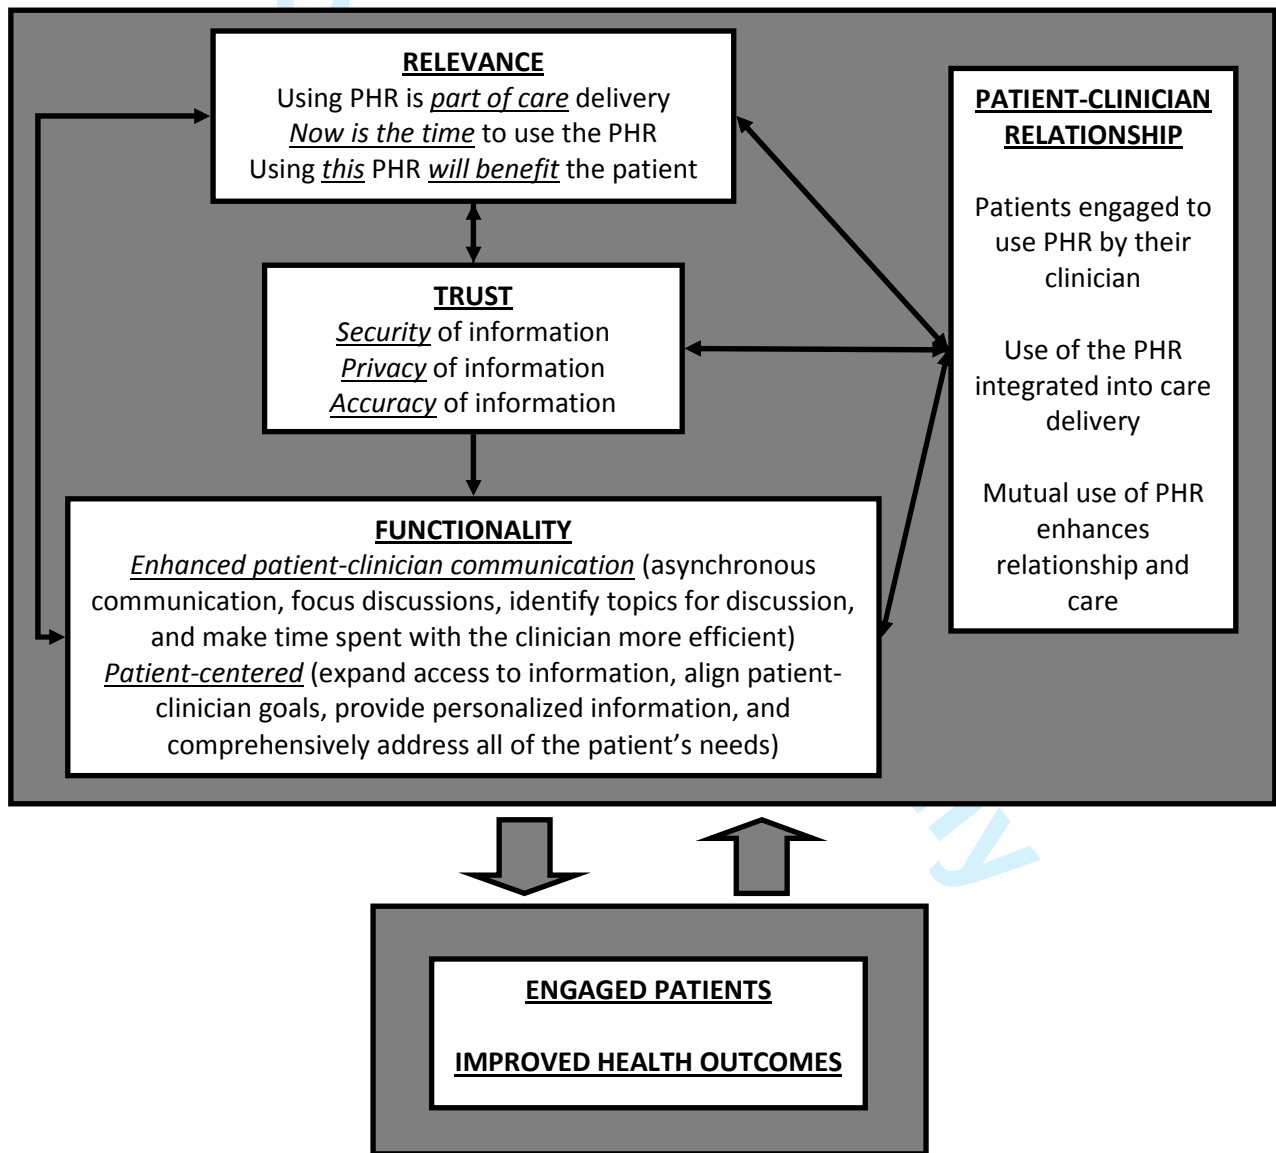 RELEVANCE
Using PHR is part of care delivery
Now is the time to use the PHR
Using this PHR will benefit the patient
TRUST
Security of information
Privacy of information
Accuracy of information
FUNCTIONALITY
Enhanced patient-clinician communication (asynchronous
communication, focus discussions, identify topics for discussion,
and make time spent with the clinician more efficient)
Patient-centered (expand access to information, align patient-
clinician goals, provide personalized information, and
comprehensively address all of the patient's needs)
PATIENT-CLINICIAN
RELATIONSHIP
Patients engaged to
use PHR by their
clinician
Use of the PHR
integrated into care
delivery
Mutual use of PHR
enhances
relationship and
care
ENGAGED PATIENTS
IMPROVED HEALTH OUTCOMES